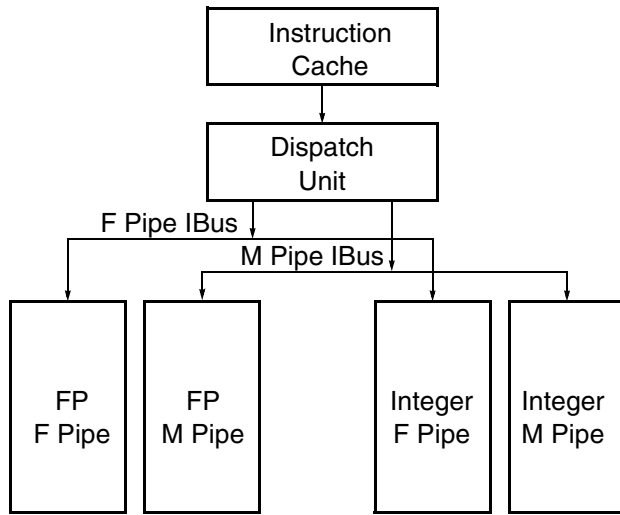 Instruction
Cache
Dispatch
Unit
F Pipe IBus
M Pipe IBus
FP
F Pipe
FP
M Pipe
Integer
F Pipe
Integer
M Pipe